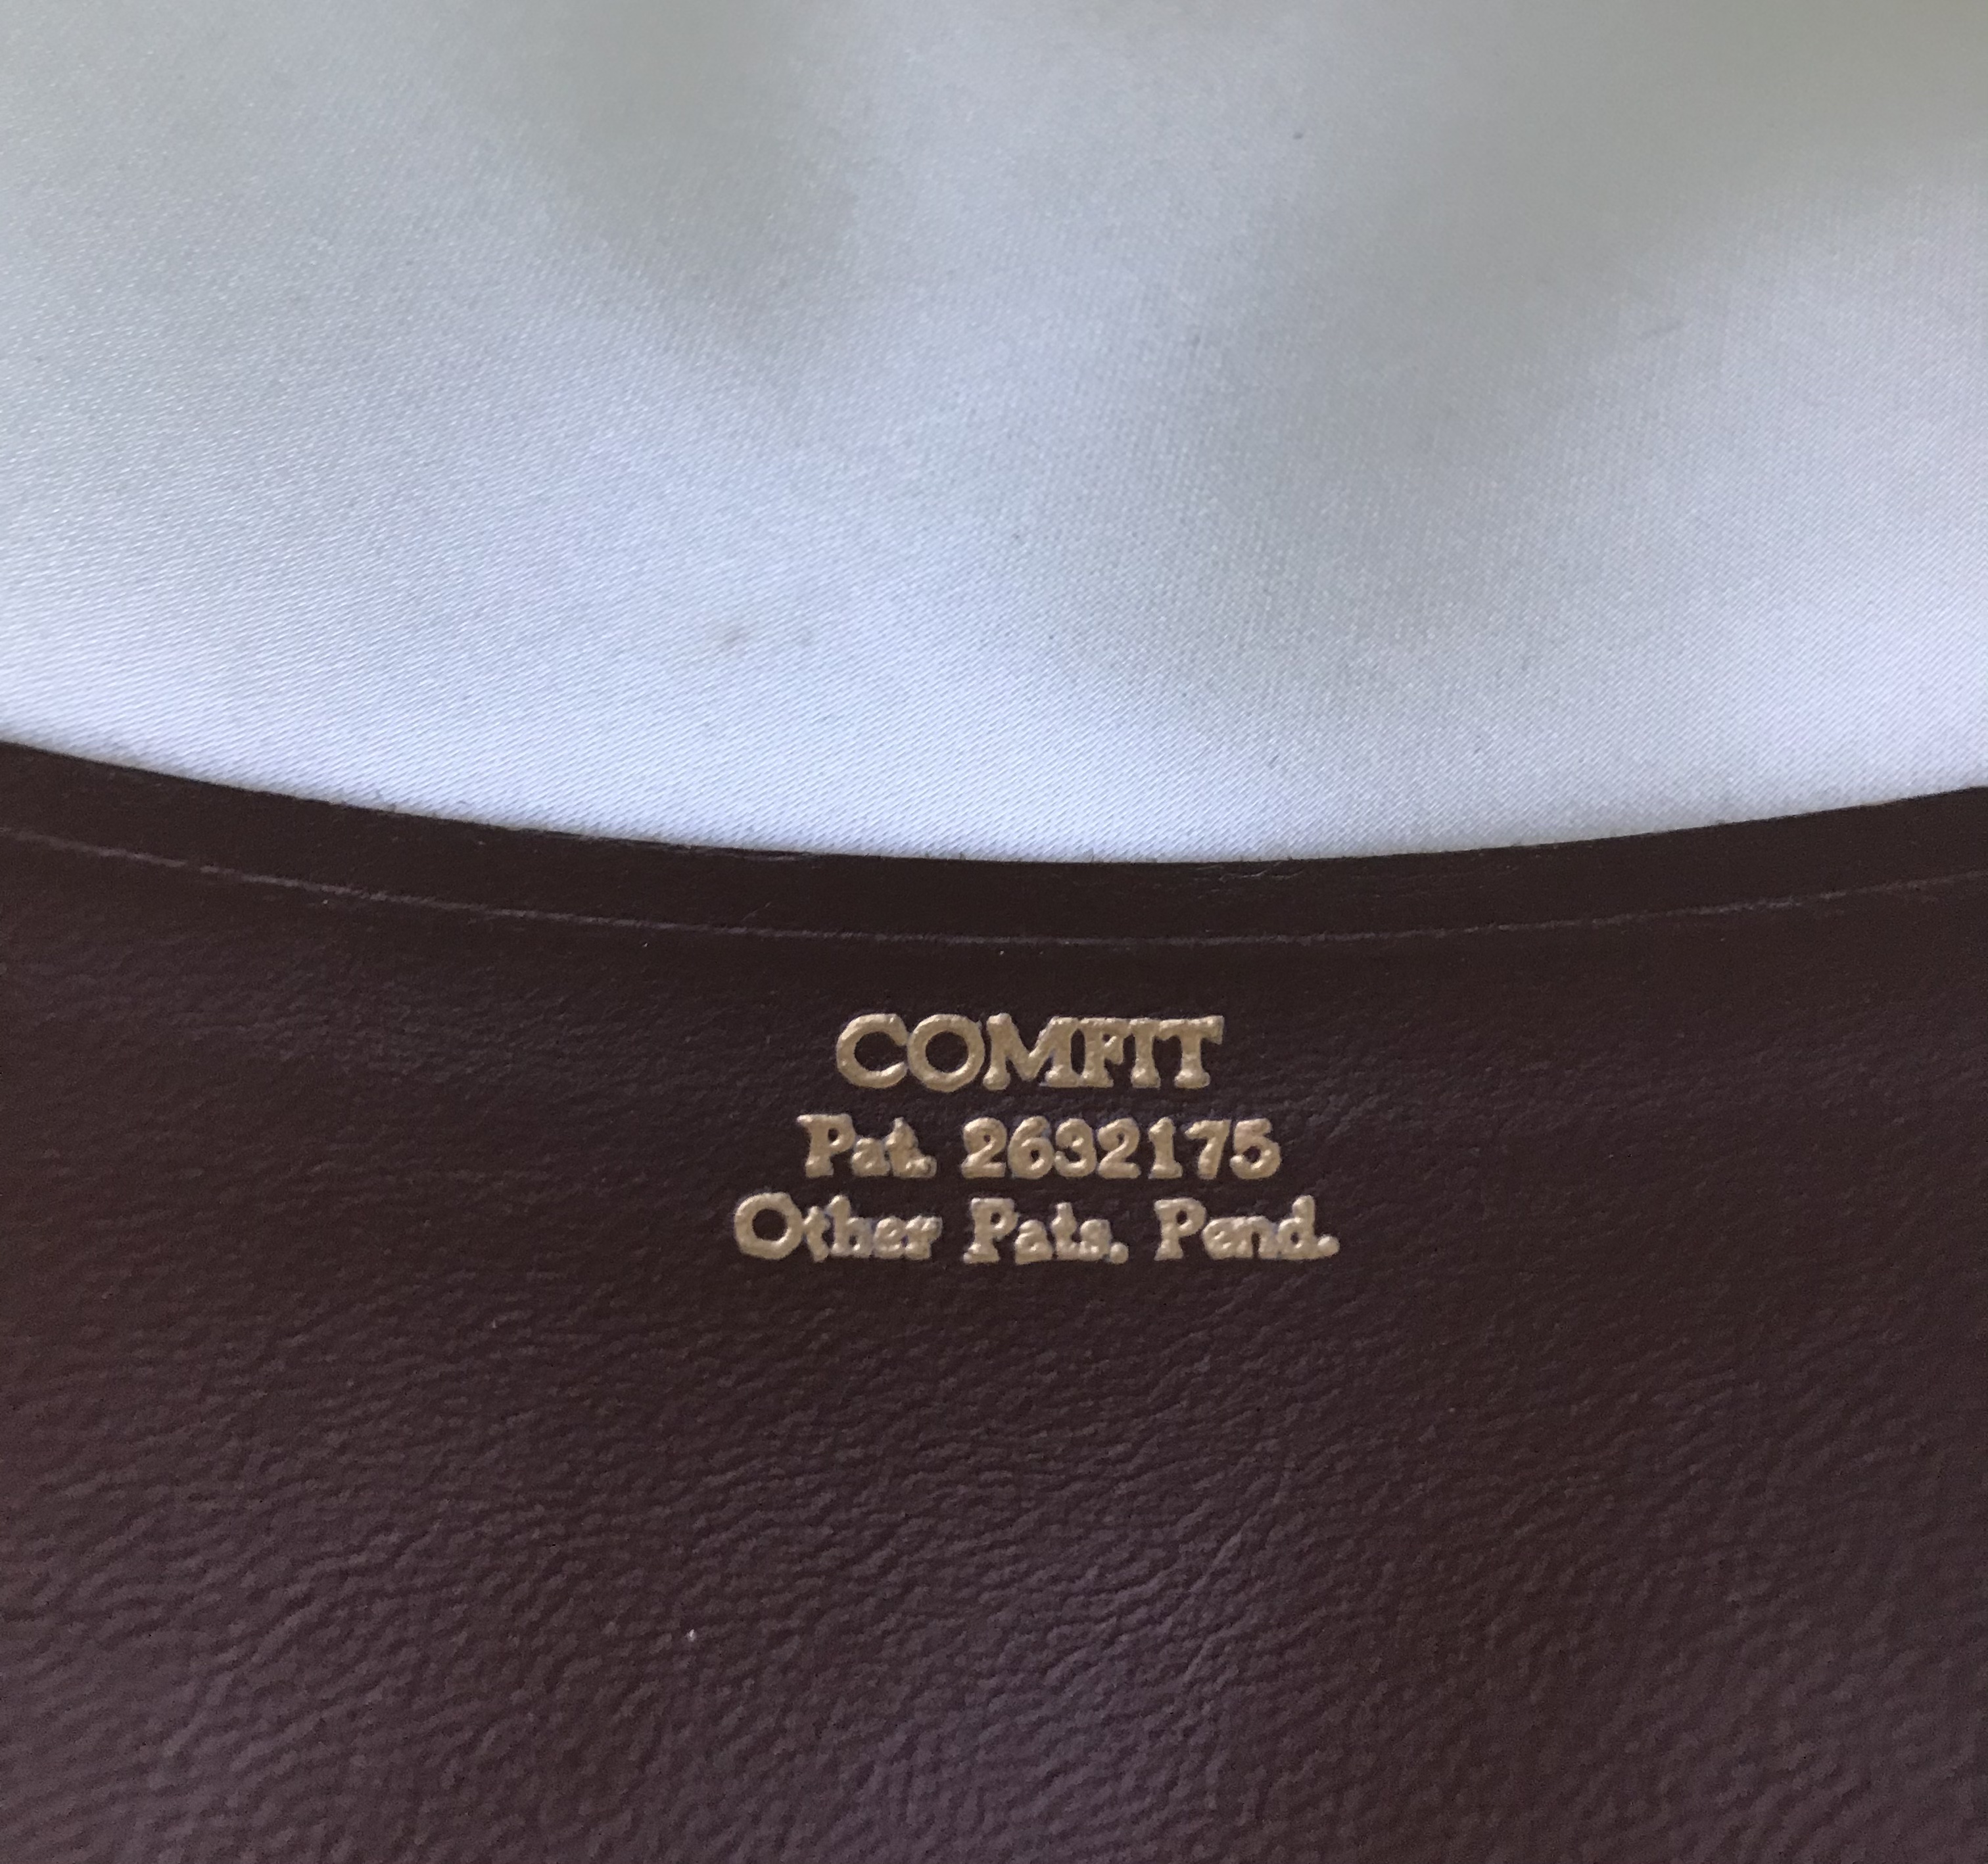 COMFIT
Pat. 2632175
Other Pats. Pend.